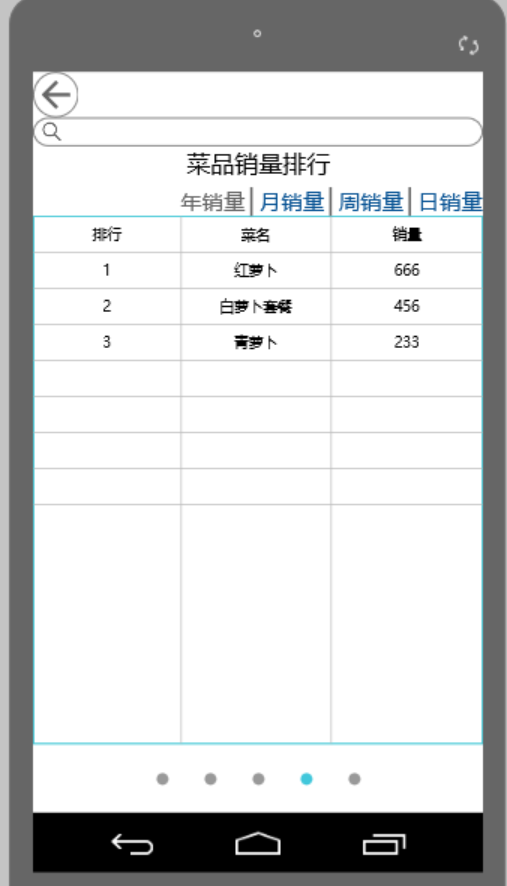 菜品销量排行
年销量 月销量 周销量 日销量
排行 菜名 销量
1 红萝卜 666
2 白萝卜套餐 456
3 青萝卜 233